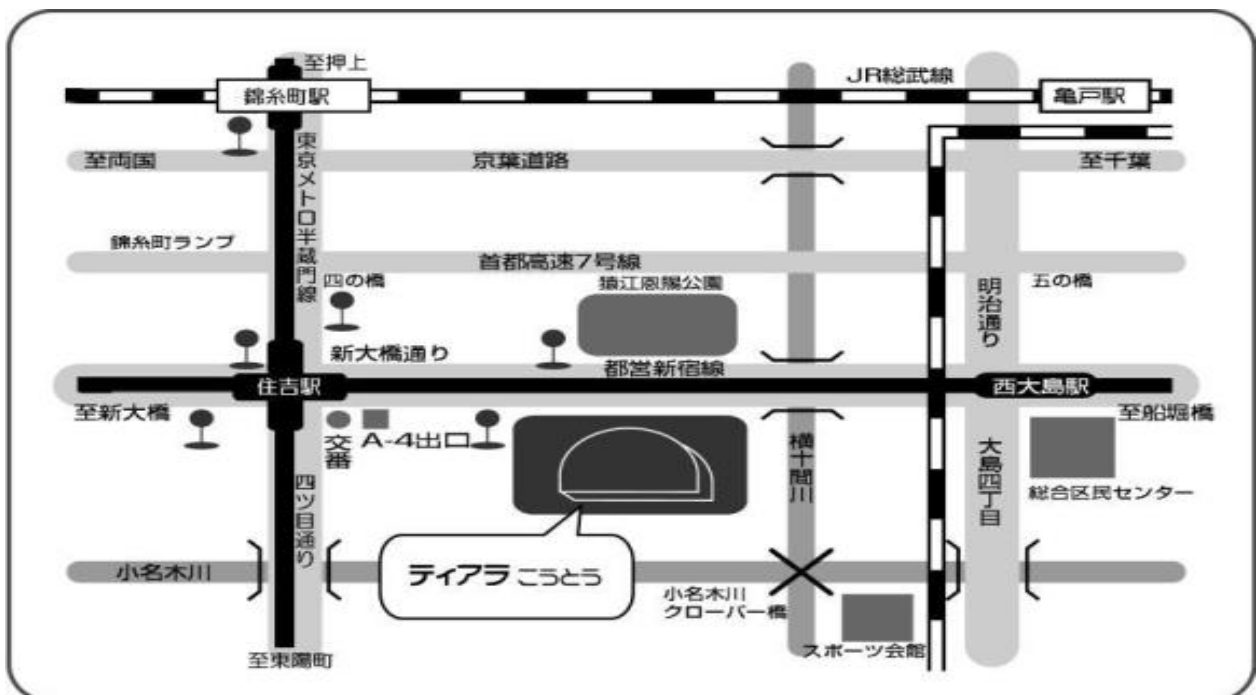 至押上
JR総武線
錦糸町駅
亀戸駅
東京メトロ半蔵門線
至両国
京葉道路
至千葉
錦糸町ランプ
首都高速7号線
四の橋
猿江恩賜公園
明治通り
五の橋
新大橋通り
都営新宿線
住吉駅
西大島駅
至新大橋
至船堀橋
交番
A-4出口
横十間川
大島四丁目
総合区民センター
四ツ目通り
小名木川
ティアラこうとう
小名木川
クローバー橋
スポーツ会館
至東陽町